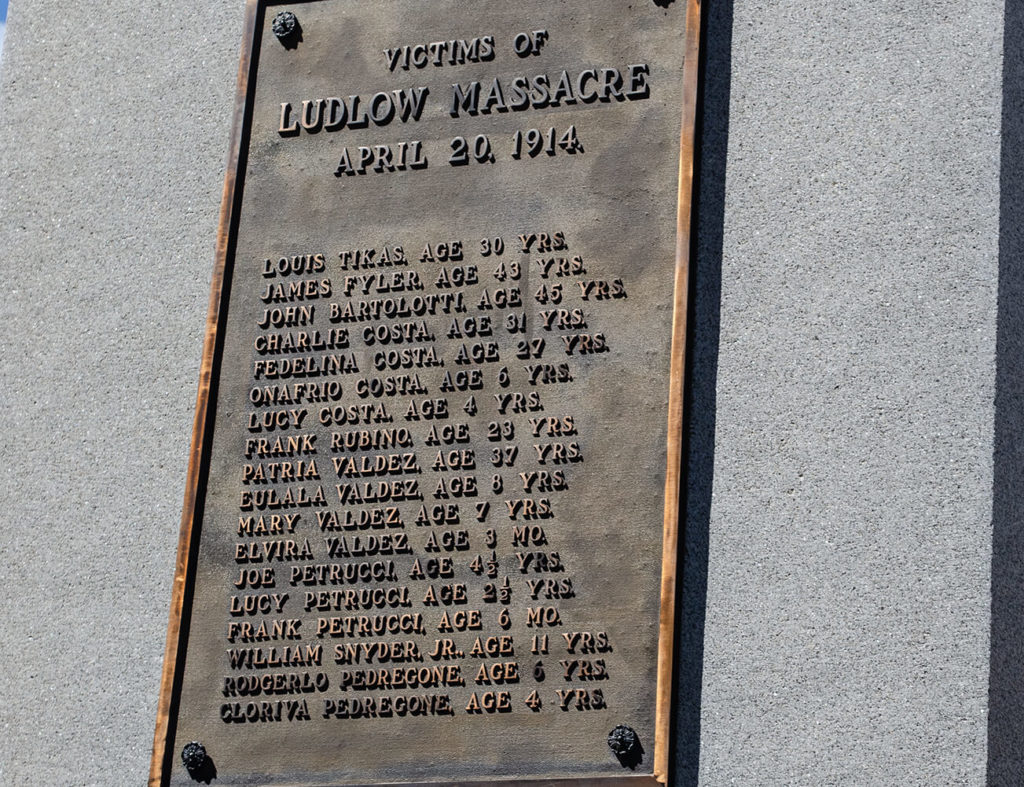 VICTIMS OF
LUDLOW MASSACRE
APRIL 20, 1914.
LOUIS TIKAS, AGE 30 YRS.
JAMES FYLER, AGE 43 YRS.
JOHN BARTOLOTTI, AGE 45 YRS.
CHARLIE COSTA, AGE 31 YRS.
FEDELINA COSTA, AGE 27 YRS.
ONAFRIO COSTA, AGE 6 YRS.
LUCY COSTA, AGE 4 YRS.
FRANK RUBINO, AGE 23 YRS.
PATRIA VALDEZ, AGE 37 YRS.
EULALA VALDEZ, AGE 8 YRS.
MARY VALDEZ, AGE 7 YRS.
ELVIRA VALDEZ, AGE 3 MO.
JOE PETRUCCI, AGE 4½ YRS.
LUCY PETRUCCI, AGE 2½ YRS.
FRANK PETRUCCI, AGE 6 MO.
WILLIAM SNYDER, JR., AGE 11 YRS.
RODGERLO PEDREGONE, AGE 6 YRS.
CLORIVA PEDREGONE, AGE 4 YRS.